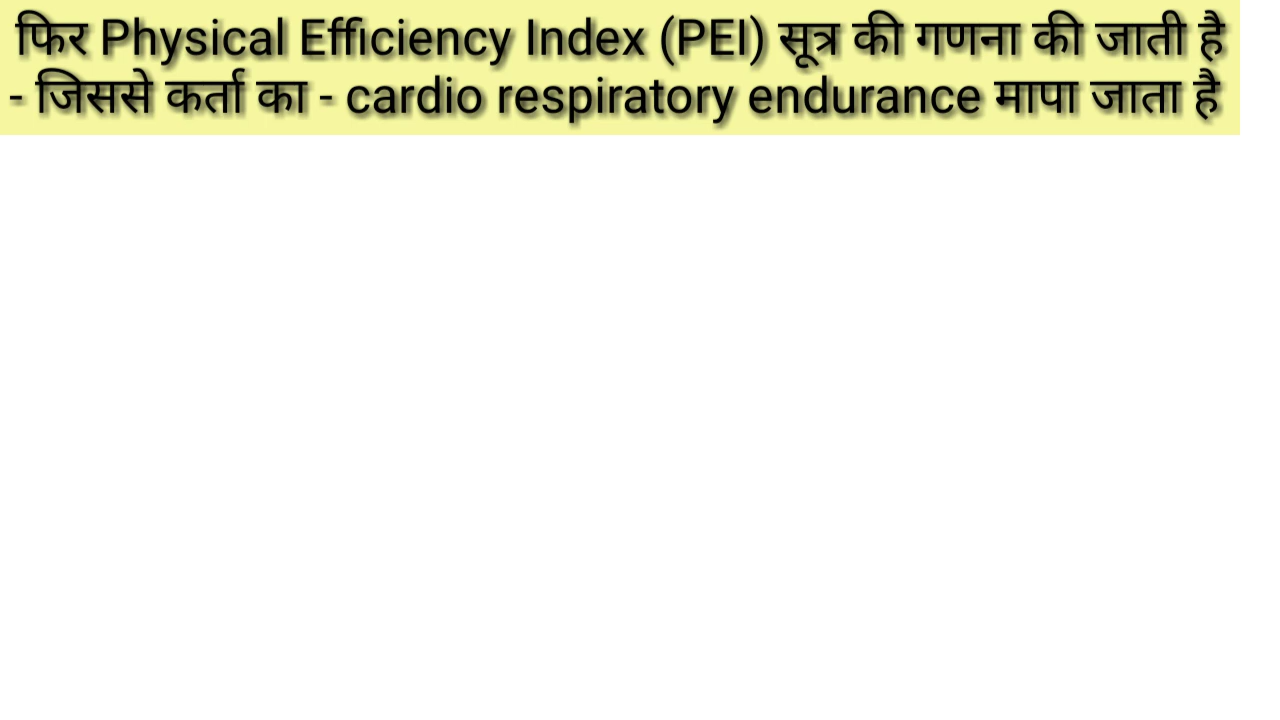 फिर Physical Efficiency Index (PEI) सूत्र की गणना की जाती है
- जिससे कर्ता का - cardio respiratory endurance मापा जाता है